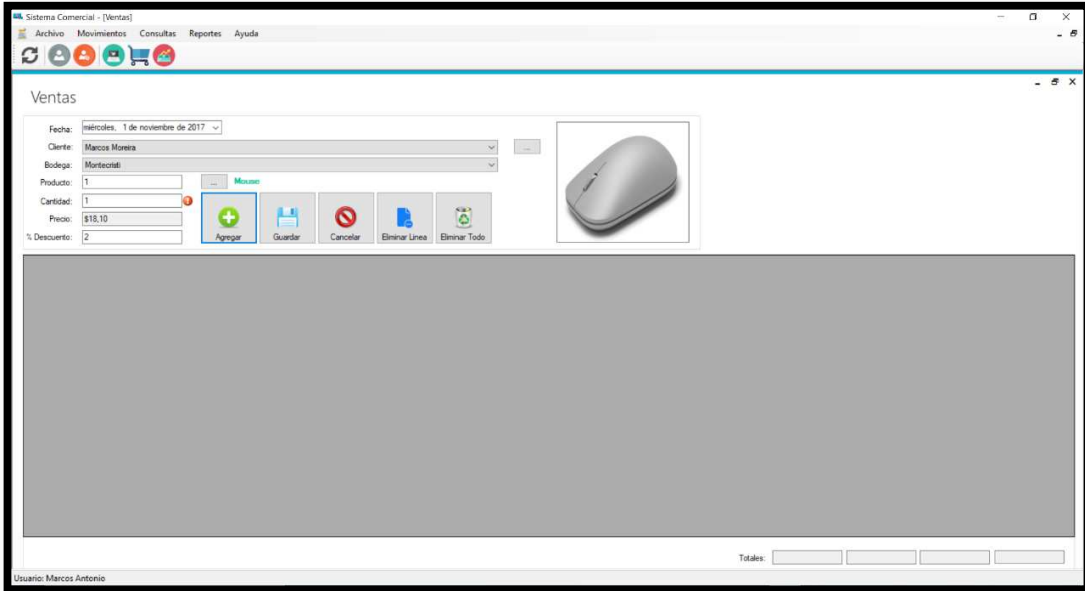 Sistema Comercial - [Ventas]
Archivo Movimientos Consultas Reportes Ayuda
Ventas
Fecha: miércoles, 1 de noviembre de 2017
Cliente: Marcos Moreira ...
Bodega: Montecristi
Producto: 1 ... Mouse
Cantidad: 1
Precio: $18,10
% Descuento: 2
Agregar Guardar Cancelar Eliminar Linea Eliminar Todo
Totales:
Usuario: Marcos Antonio